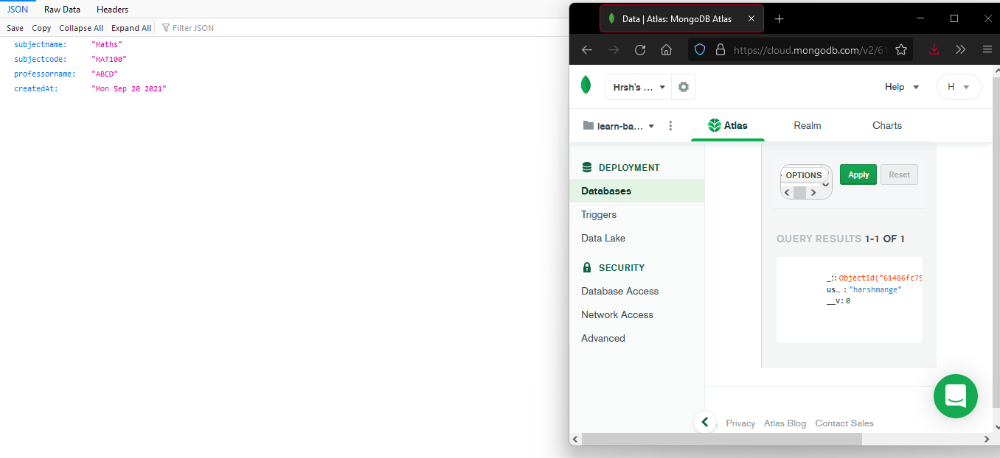 JSON Raw Data Headers
Save Copy Collapse All Expand All Filter JSON
subjectname: "Maths"
subjectcode: "MAT100"
professorname: "ABCD"
createdAt: "Mon Sep 20 2021"
Data | Atlas: MongoDB Atlas
https://cloud.mongodb.com/v2/61
Hrsh's ...
Help
H
learn-ba...
Atlas Realm Charts
DEPLOYMENT
Databases
Triggers
Data Lake
SECURITY
Database Access
Network Access
Advanced
OPTIONS
Apply Reset
QUERY RESULTS 1-1 OF 1
_i: ObjectId("61486fc75
us... : "harshmange"
__v: 0
Privacy Atlas Blog Contact Sales